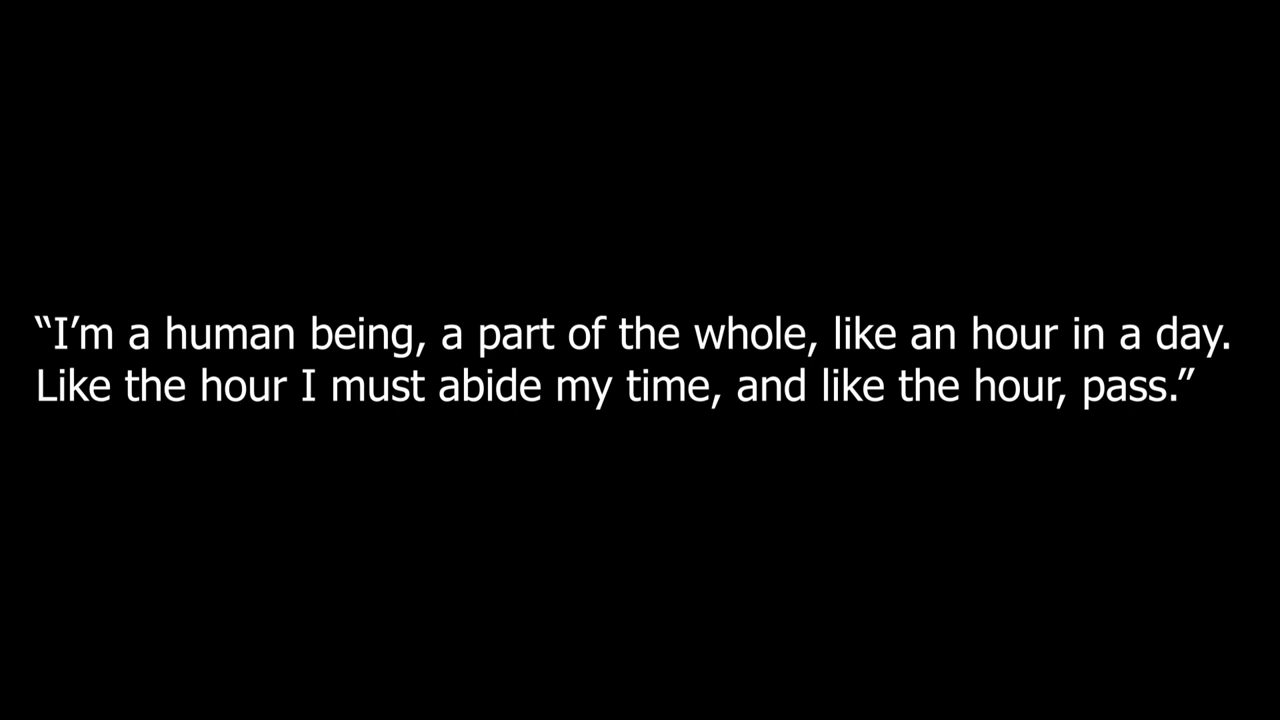 “I’m a human being, a part of the whole, like an hour in a day.
Like the hour I must abide my time, and like the hour, pass.”